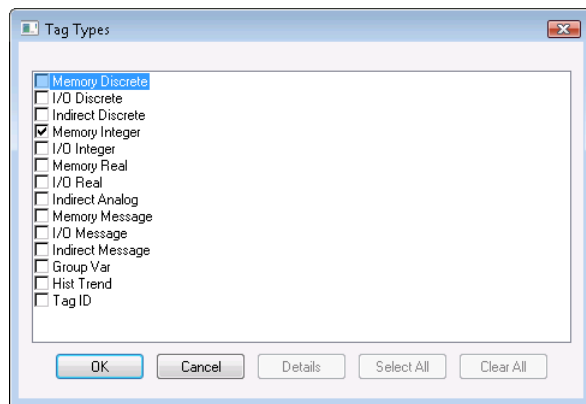 Tag Types
Memory Discrete
I/O Discrete
Indirect Discrete
Memory Integer
I/O Integer
Memory Real
I/O Real
Indirect Analog
Memory Message
I/O Message
Indirect Message
Group Var
Hist Trend
Tag ID
OK Cancel Details Select All Clear All